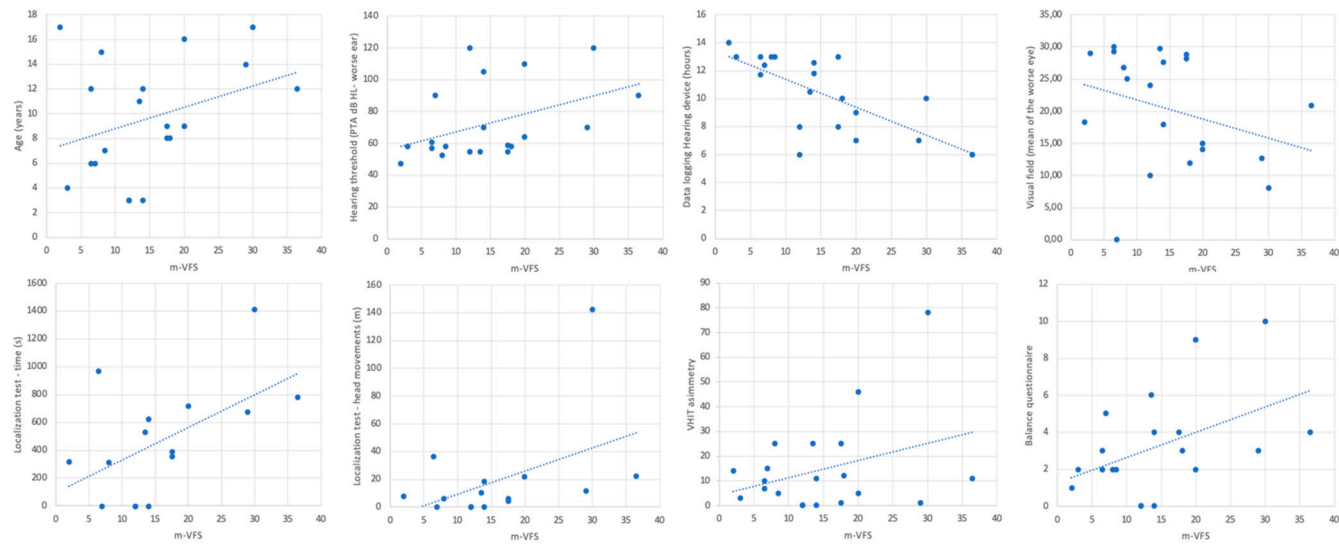 Age (years)
18
16
14
12
10
8
6
4
2
0
0 5 10 15 20 25 30 35 40
m-VFS
Hearing threshold (PTA dB HL- worse ear)
140
120
100
80
60
40
20
0
0 5 10 15 20 25 30 35 40
m-VFS
Data logging Hearing device (hours)
16
14
12
10
8
6
4
2
0
0 5 10 15 20 25 30 35 40
m-VFS
Visual field (mean of the worse eye)
35,00
30,00
25,00
20,00
15,00
10,00
5,00
0,00
0 5 10 15 20 25 30 35 40
m-VFS
Localization test - time (s)
1600
1400
1200
1000
800
600
400
200
0
0 5 10 15 20 25 30 35 40
m-VFS
Localization test - head movements (m)
160
140
120
100
80
60
40
20
0
0 5 10 15 20 25 30 35 40
m-VFS
VHIT asimmetry
90
80
70
60
50
40
30
20
10
0
0 5 10 15 20 25 30 35 40
m-VFS
Balance questionnaire
12
10
8
6
4
2
0
0 5 10 15 20 25 30 35 40
m-VFS